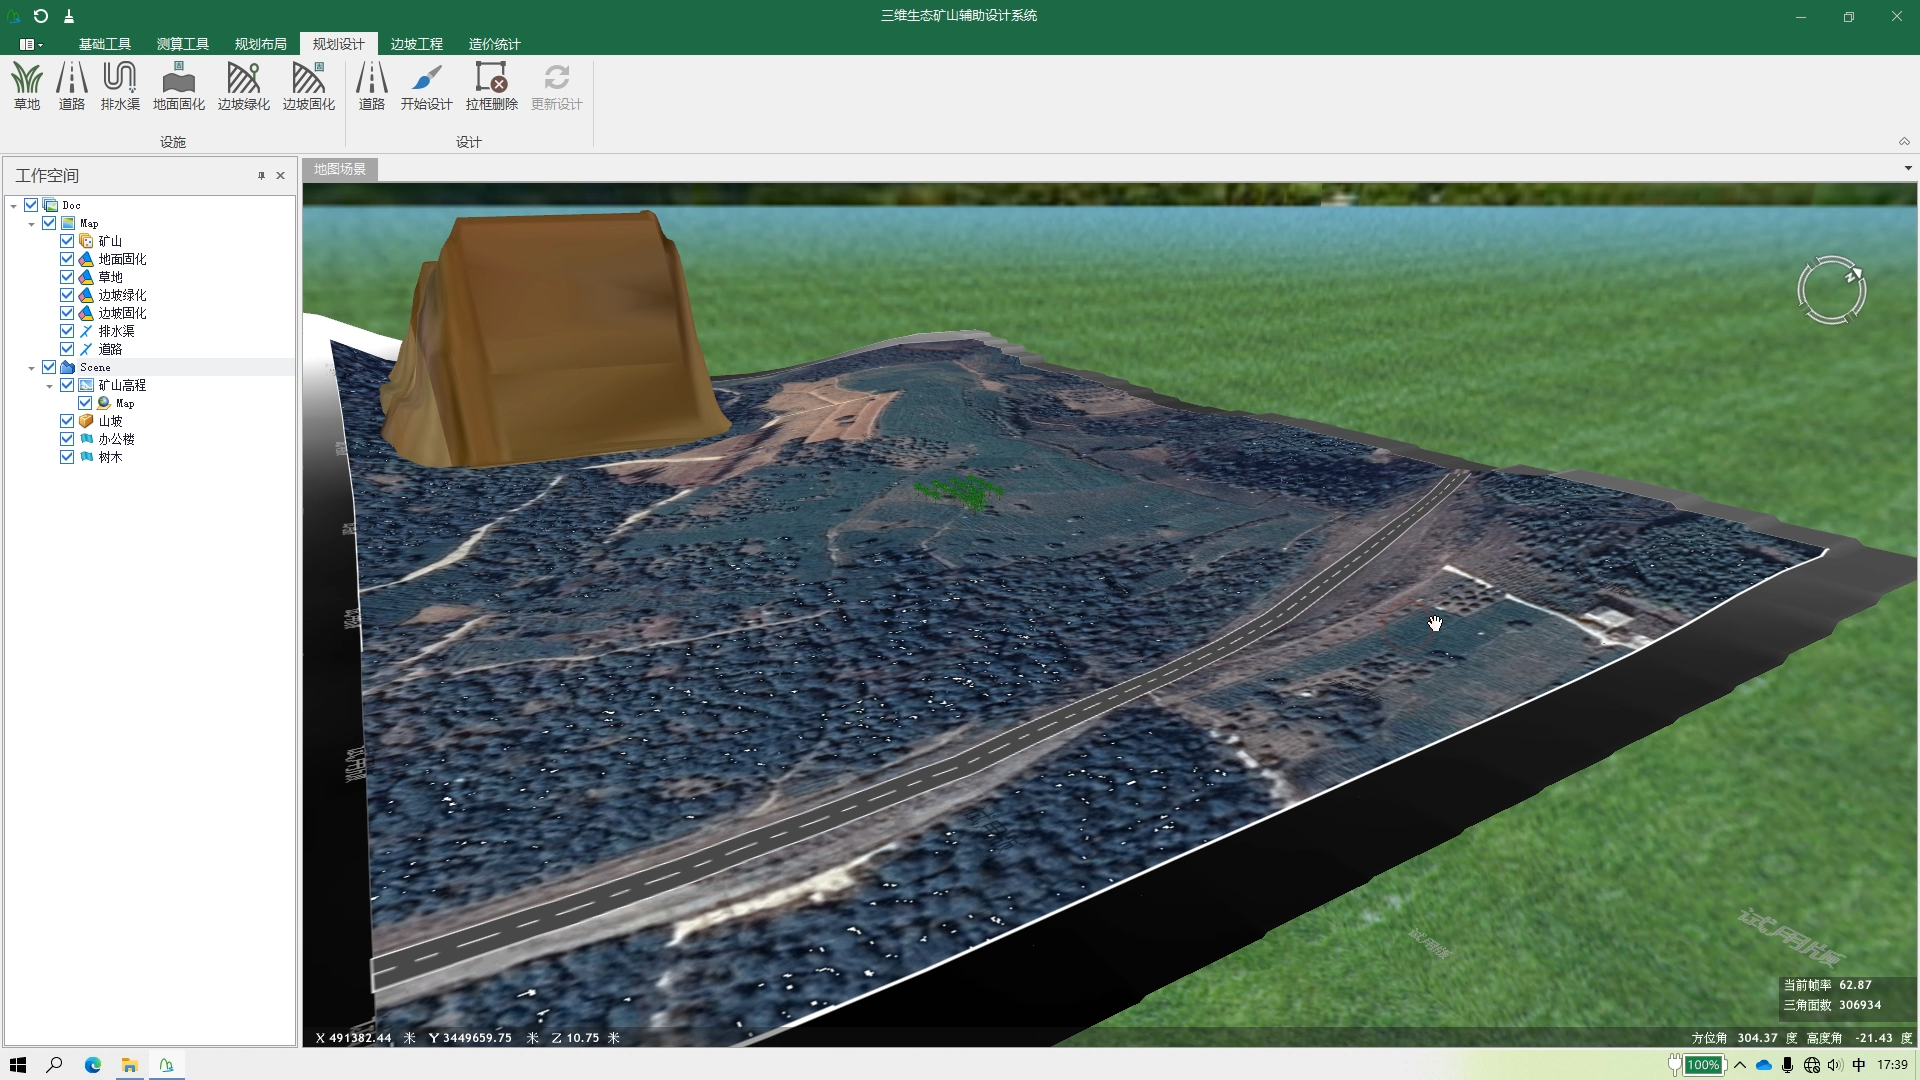 三维生态矿山辅助设计系统
基础工具 测算工具 规划布局 规划设计 边坡工程 造价统计
草地 道路 排水渠 地面固化 边坡绿化 边坡固化 道路 开始设计 拉框删除 更新设计
设施 设计
工作空间
地图场景
Doc
Map
矿山
地面固化
草地
边坡绿化
边坡固化
排水渠
道路
Scene
矿山高程
Map
山坡
办公楼
树木
N
试用版
试用版
当前帧率 62.87
三角面数 306934
X 491382.44 米 Y 3449659.75 米 Z 10.75 米
方位角 304.37 度 高度角 -21.43 度
100% 中 17:39